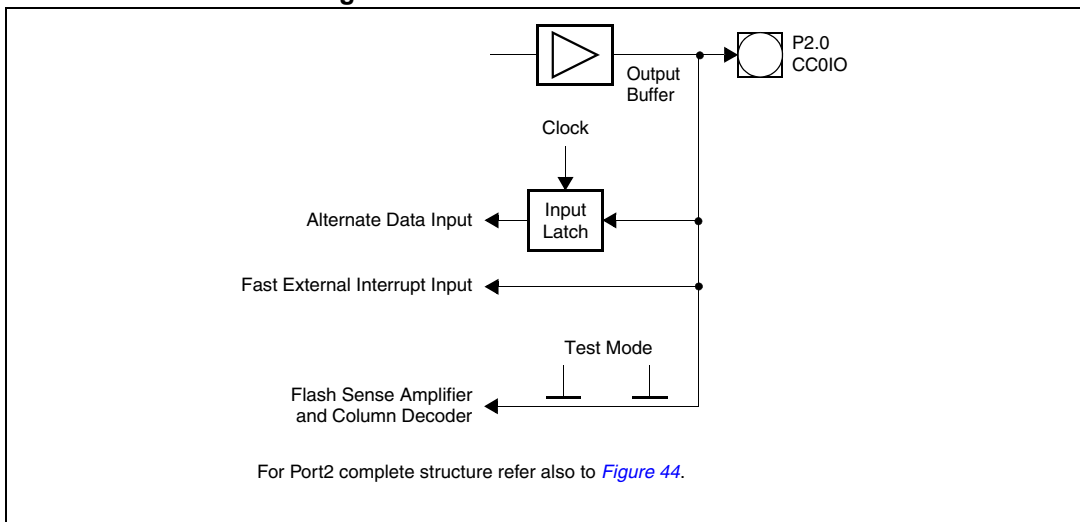 P2.0
CC0IO
Output
Buffer
Clock
Input
Latch
Alternate Data Input
Fast External Interrupt Input
Test Mode
Flash Sense Amplifier
and Column Decoder
For Port2 complete structure refer also to Figure 44.